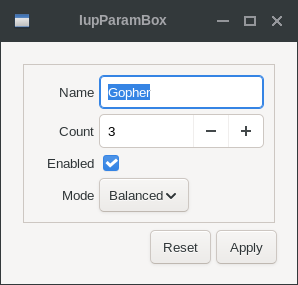 IupParamBox
Name Gopher
Count 3
Enabled
Mode Balanced
Reset Apply